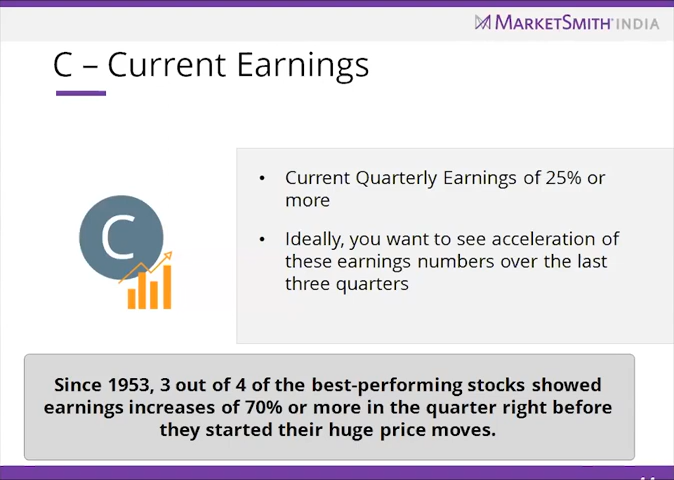 MARKETSMITH INDIA
C – Current Earnings
C
• Current Quarterly Earnings of 25% or
more
• Ideally, you want to see acceleration of
these earnings numbers over the last
three quarters
Since 1953, 3 out of 4 of the best-performing stocks showed
earnings increases of 70% or more in the quarter right before
they started their huge price moves.